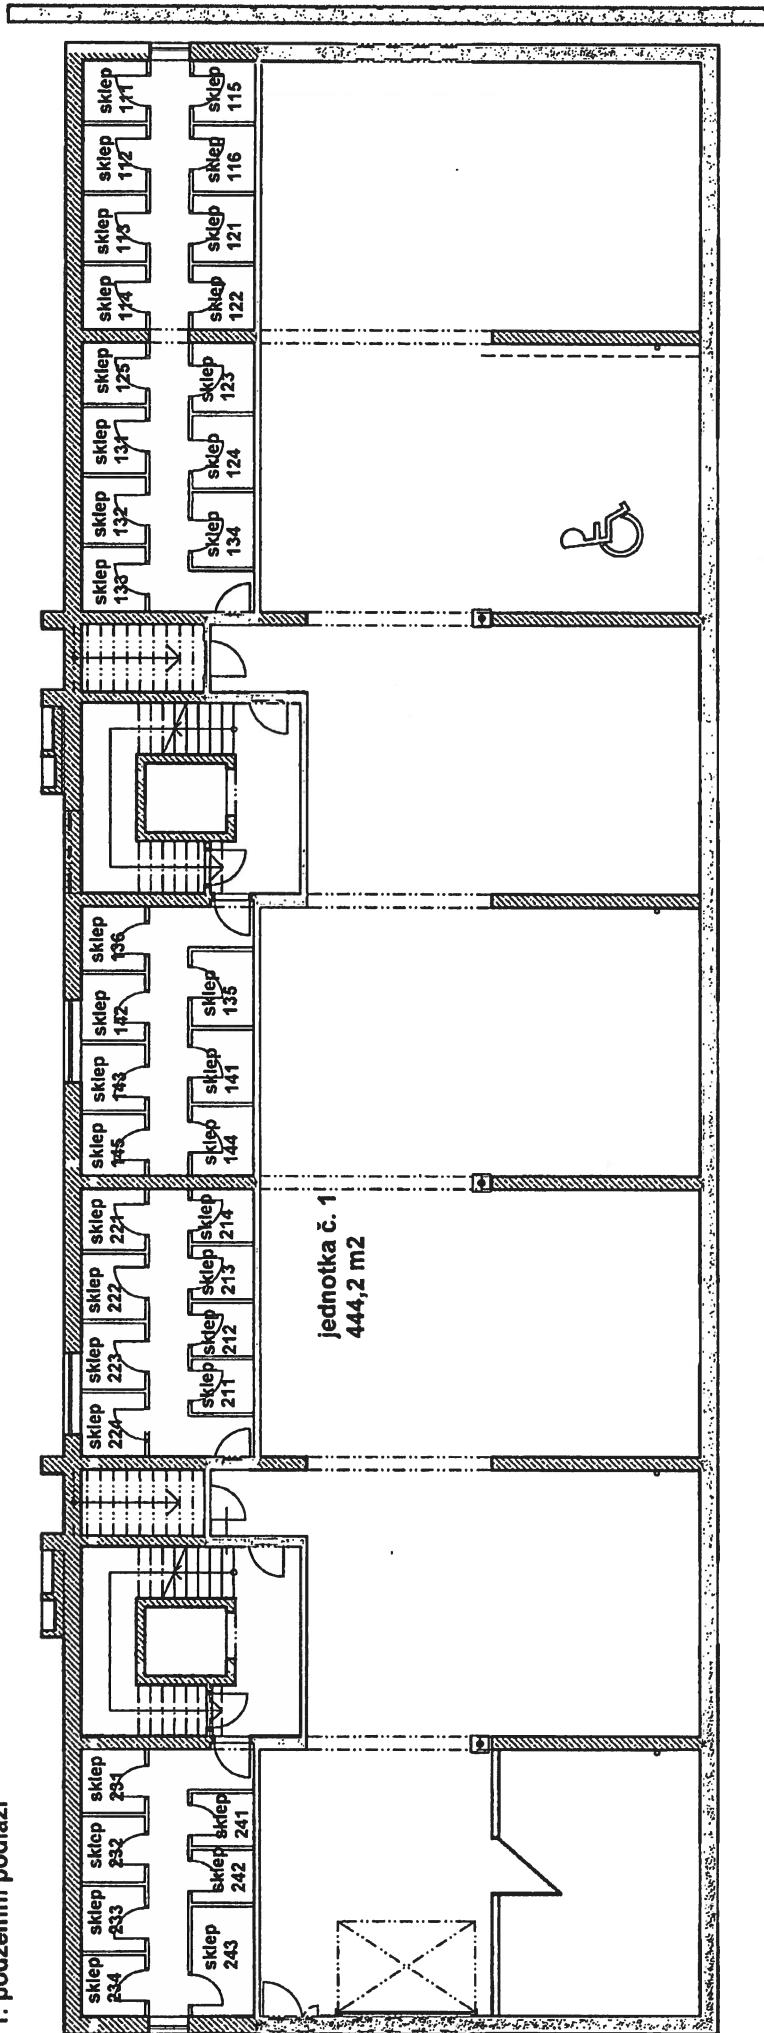 1. podzemní podlaží
sklep
111
sklep
112
sklep
113
sklep
114
sklep
125
sklep
131
sklep
132
sklep
133
sklep
115
sklep
116
sklep
121
sklep
122
sklep
123
sklep
124
sklep
134
sklep
136
sklep
142
sklep
143
sklep
145
sklep
221
sklep
222
sklep
223
sklep
224
sklep
135
sklep
141
sklep
144
sklep
214
sklep
213
sklep
212
sklep
211
jednotka č. 1
444,2 m2
sklep
231
sklep
232
sklep
233
sklep
234
sklep
241
sklep
242
sklep
243